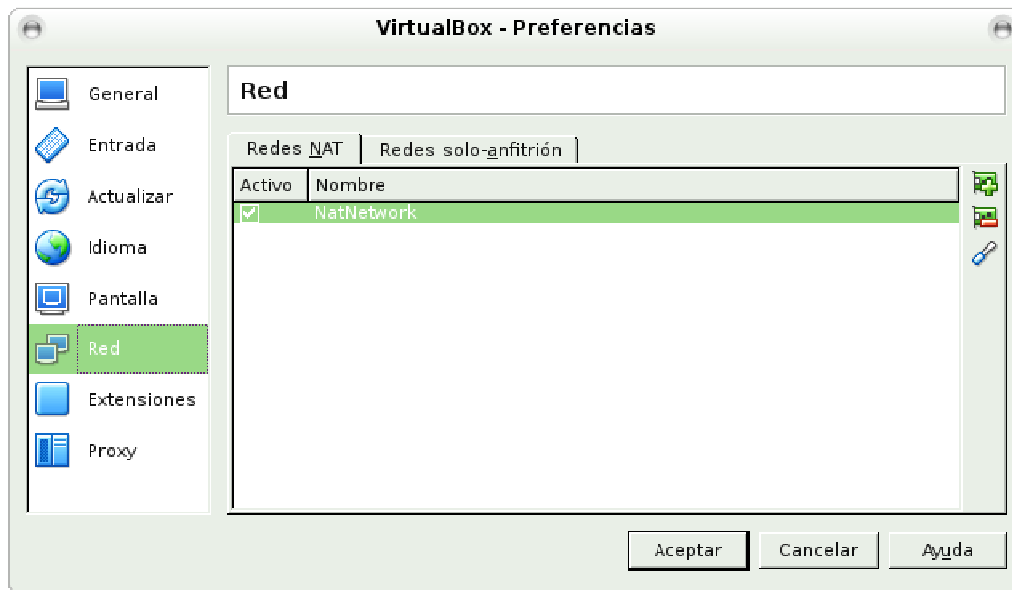 VirtualBox - Preferencias
General
Entrada
Actualizar
Idioma
Pantalla
Red
Extensiones
Proxy
Red
Redes NAT
Redes solo-anfitrión
Activo
Nombre
NatNetwork
Aceptar
Cancelar
Ayuda